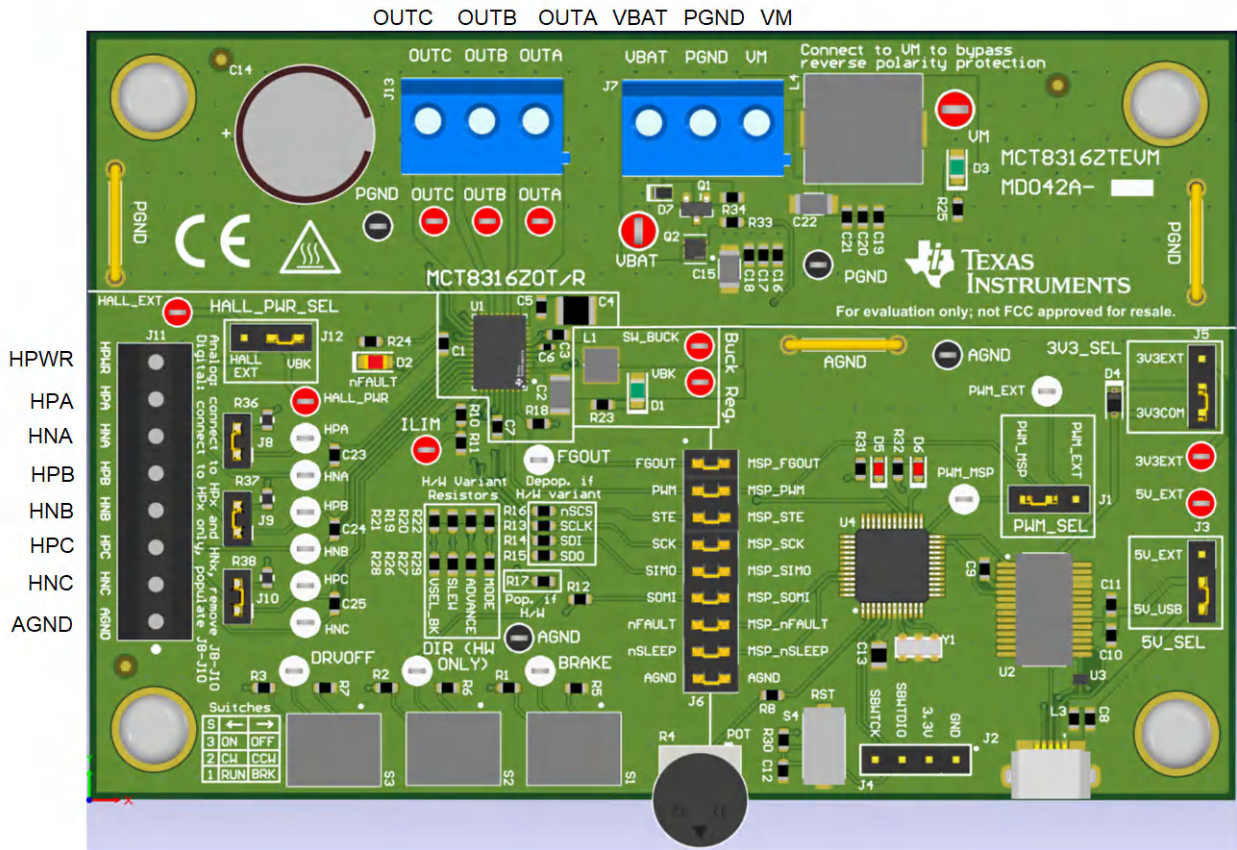 OUTC OUTB OUTA VBAT PGND VM
C14
J13
OUTC OUTB OUTA
J7
VBAT PGND VM
Connect to VM to bypass
reverse polarity protection
L4
VM
D3
MCT8316ZTEVM
MD042A-
PGND
PGND
OUTC OUTB OUTA
D7
Q1
R34
R33
Q2
VBAT
C15
C18
C17
C16
C22
C21
C20
C19
R25
PGND
PGND
CE
TEXAS
INSTRUMENTS
For evaluation only; not FCC approved for resale.
MCT8316Z0T/R
HALL_EXT
HALL_PWR_SEL
J11
J12
HALL
EXT
VBK
R24
D2
nFAULT
U1
C1
C5
C4
C6
C3
C2
L1
SW_BUCK
VBK
D1
R23
Buck Reg.
R18
C7
R10
R11
ILIM
HALL_PWR
AGND
AGND
3V3_SEL
J5
3V3EXT
3V3COM
D4
PWM_EXT
3V3EXT
5V_EXT
J3
5V_EXT
5V_USB
5V_SEL
PWM_MSP
PWM_EXT
J1
PWM_SEL
PWM_MSP
HPWR
HPA
HNA
HPB
HNB
HPC
HNC
AGND
HPWR
HPA
HNA
HPB
HNB
HPC
HNC
AGND
Analog: connect to HPx and HNx, remove J8-J10
Digital: connect to HPx only, populate J8-J10
R36
J8
R37
J9
R38
J10
HPA
C23
HNA
HPB
C24
HNB
HPC
C25
HNC
FGOUT
H/W Variant
Resistors
Depop. if
H/W variant
R21
R19
R20
R22
R28
R26
R27
R29
VSEL_BK
SLEW
ADVANCE
MODE
R16 nSCS
R13 SCLK
R14 SDI
R15 SDO
R17
Pop. if
H/W
R12
AGND
FGOUT MSP_FGOUT
PWM MSP_PWM
STE MSP_STE
SCK MSP_SCK
SIMO MSP_SIMO
SOMI MSP_SOMI
nFAULT MSP_nFAULT
nSLEEP MSP_nSLEEP
AGND AGND
J6
R31
D5
R32
D6
U4
C9
C11
C10
U2
U3
C13
Y1
L3
C8
DRVOFF
DIR (HW
ONLY)
BRAKE
R3
R7
R2
R6
R1
R5
Switches
S ← →
3 ON OFF
2 CW CCW
1 RUN BRK
S3
S2
S1
R4
POT
R8
RST
S4
R30
C12
SBWTCK
SBWTDIO
3.3V
GND
J2
J4
X